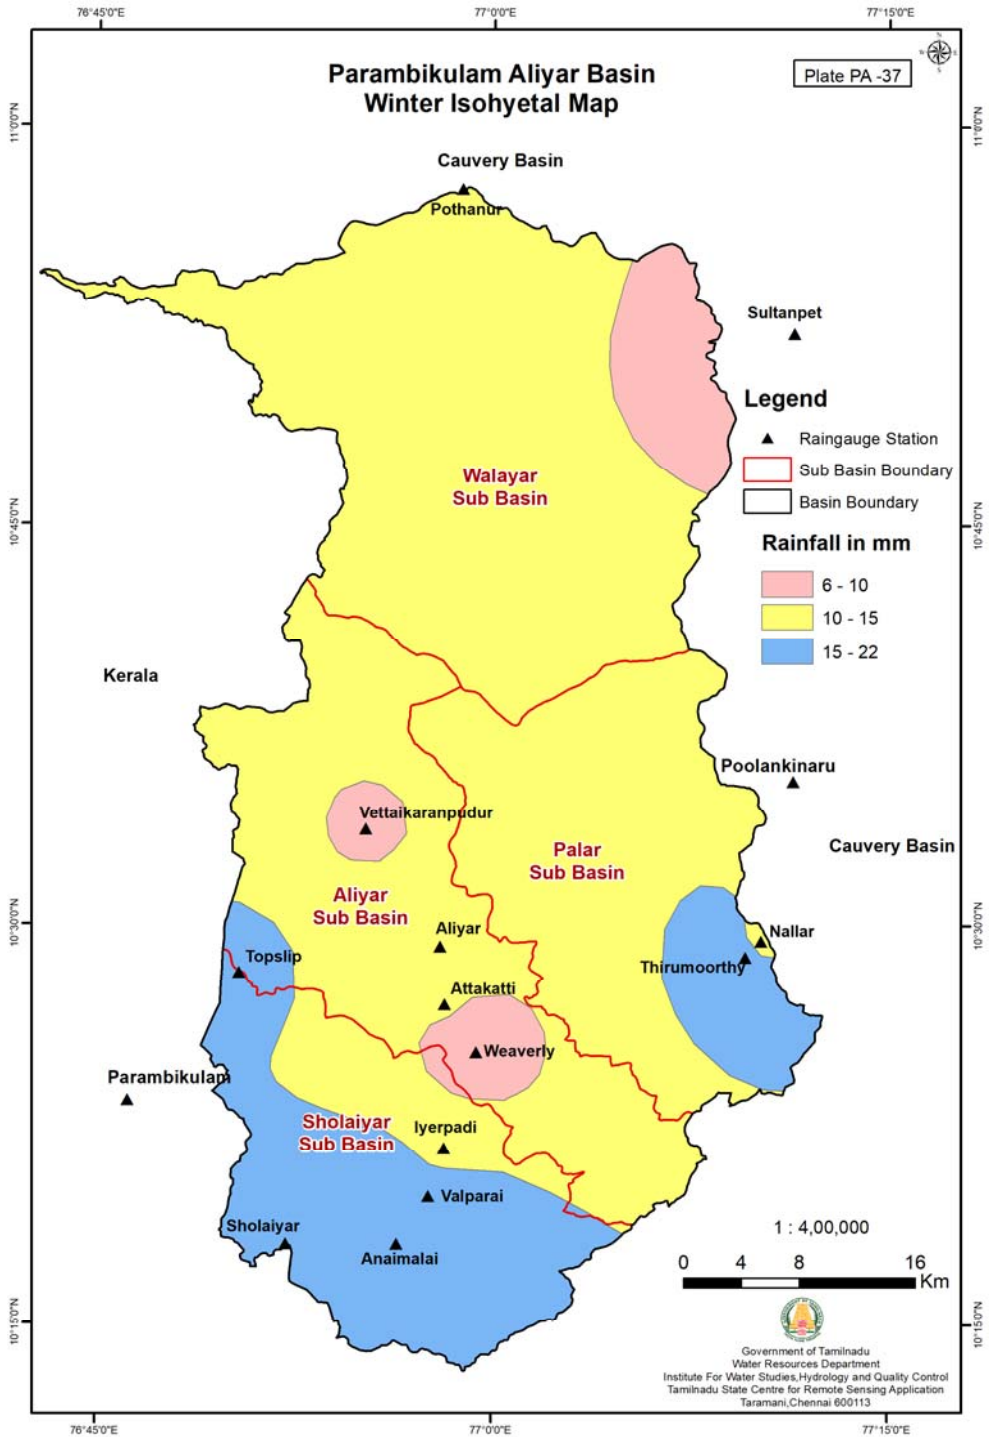 76°45'0"E
77°0'0"E
77°15'0"E
Parambikulam Aliyar Basin
Winter Isohyetal Map
Plate PA -37
11°0'0"N
11°0'0"N
Cauvery Basin
Pothanur
Sultanpet
Legend
Raingauge Station
Sub Basin Boundary
Basin Boundary
Walayar
Sub Basin
10°45'0"N
10°45'0"N
Rainfall in mm
6 - 10
10 - 15
15 - 22
Kerala
Poolankinaru
Vettaikaranpudur
Cauvery Basin
Palar
Sub Basin
Aliyar
Sub Basin
10°30'0"N
10°30'0"N
Aliyar
Nallar
Topslip
Thirumoorthy
Attakatti
Weaverly
Parambikulam
Sholaiyar
Sub Basin
Iyerpadi
Valparai
Sholaiyar
Anaimalai
1 : 4,00,000
0 4 8 16
Km
10°15'0"N
10°15'0"N
Government of Tamilnadu
Water Resources Department
Institute For Water Studies,Hydrology and Quality Control
Tamilnadu State Centre for Remote Sensing Application
Taramani,Chennai 600113
76°45'0"E
77°0'0"E
77°15'0"E